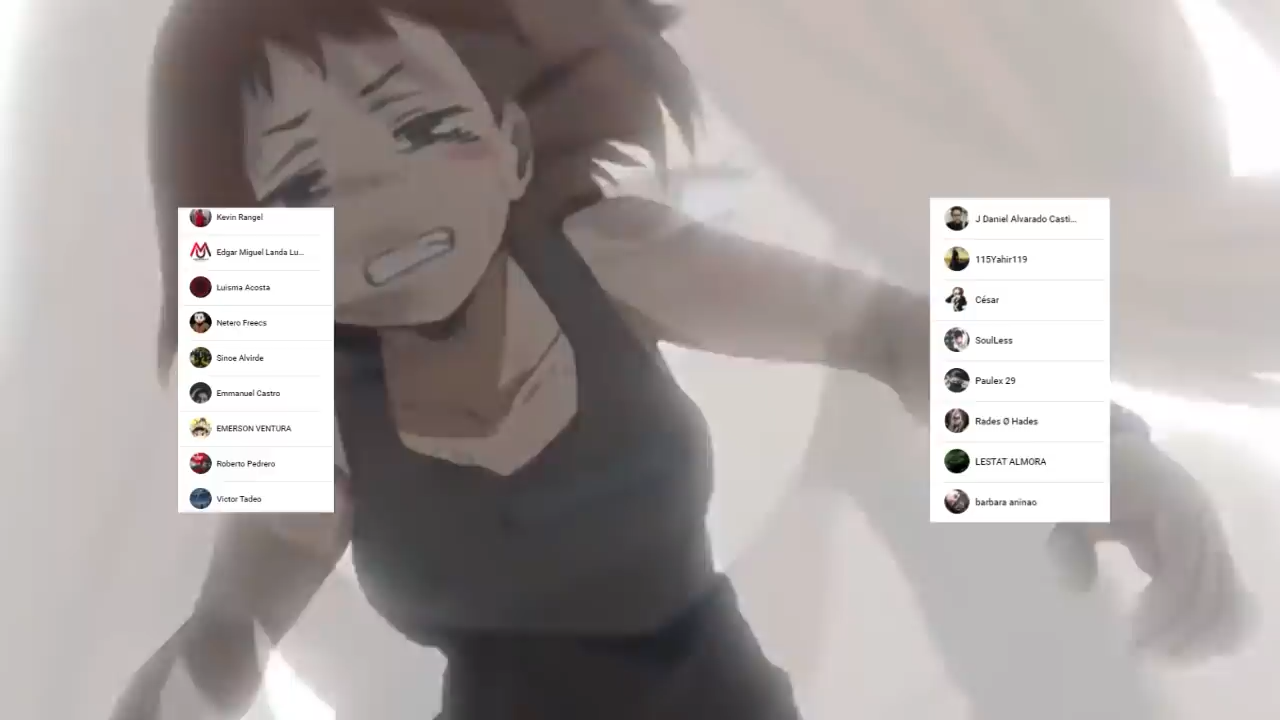 Kevin Rangel
Edgar Miguel Landa Lu...
Luisma Acosta
Netero Freecs
Sinoe Alvirde
Emmanuel Castro
EMERSON VENTURA
Roberto Pedrero
Víctor Tadeo
J Daniel Alvarado Casti...
115Yahir119
César
SoulLess
Paulex 29
Rades Ø Hades
LESTAT ALMORA
barbara aninao